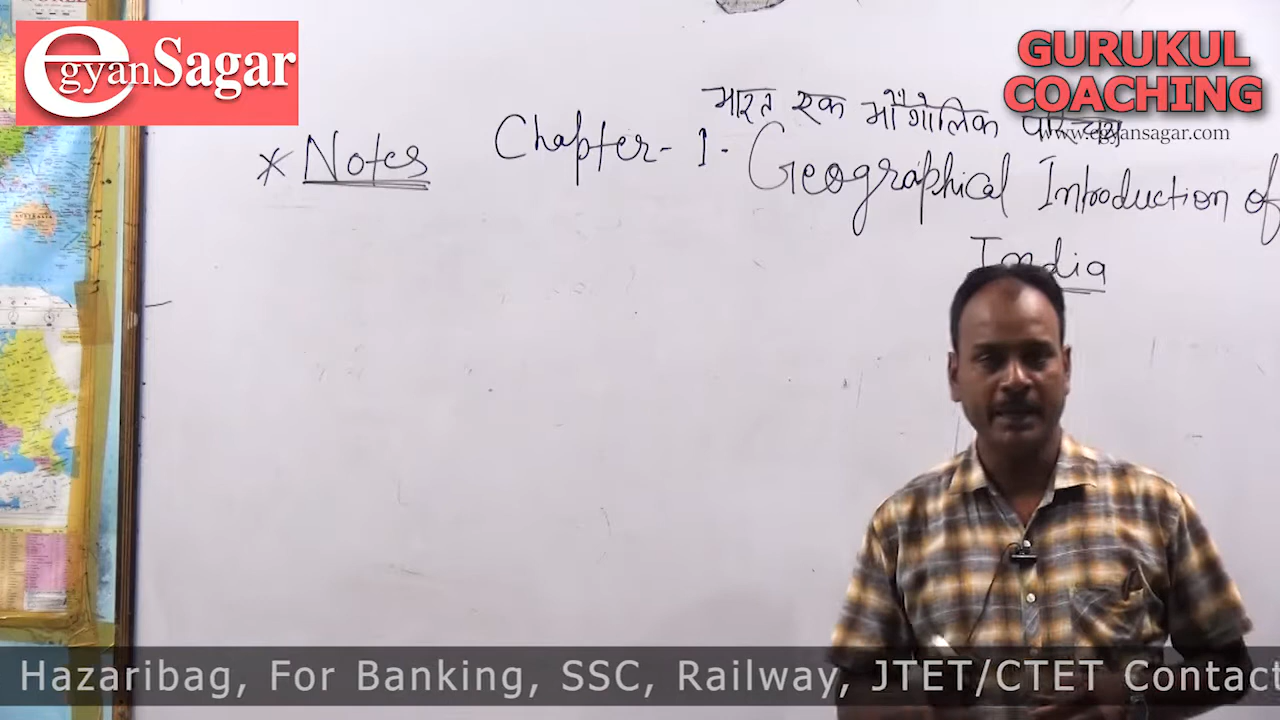 egyanSagar
GURUKUL
COACHING
www.egyansagar.com
भारत एक भौगोलिक
* Notes
Chapter- 1- Geographical Introduction of
India
Hazaribag, For Banking, SSC, Railway, JTET/CTET Contact